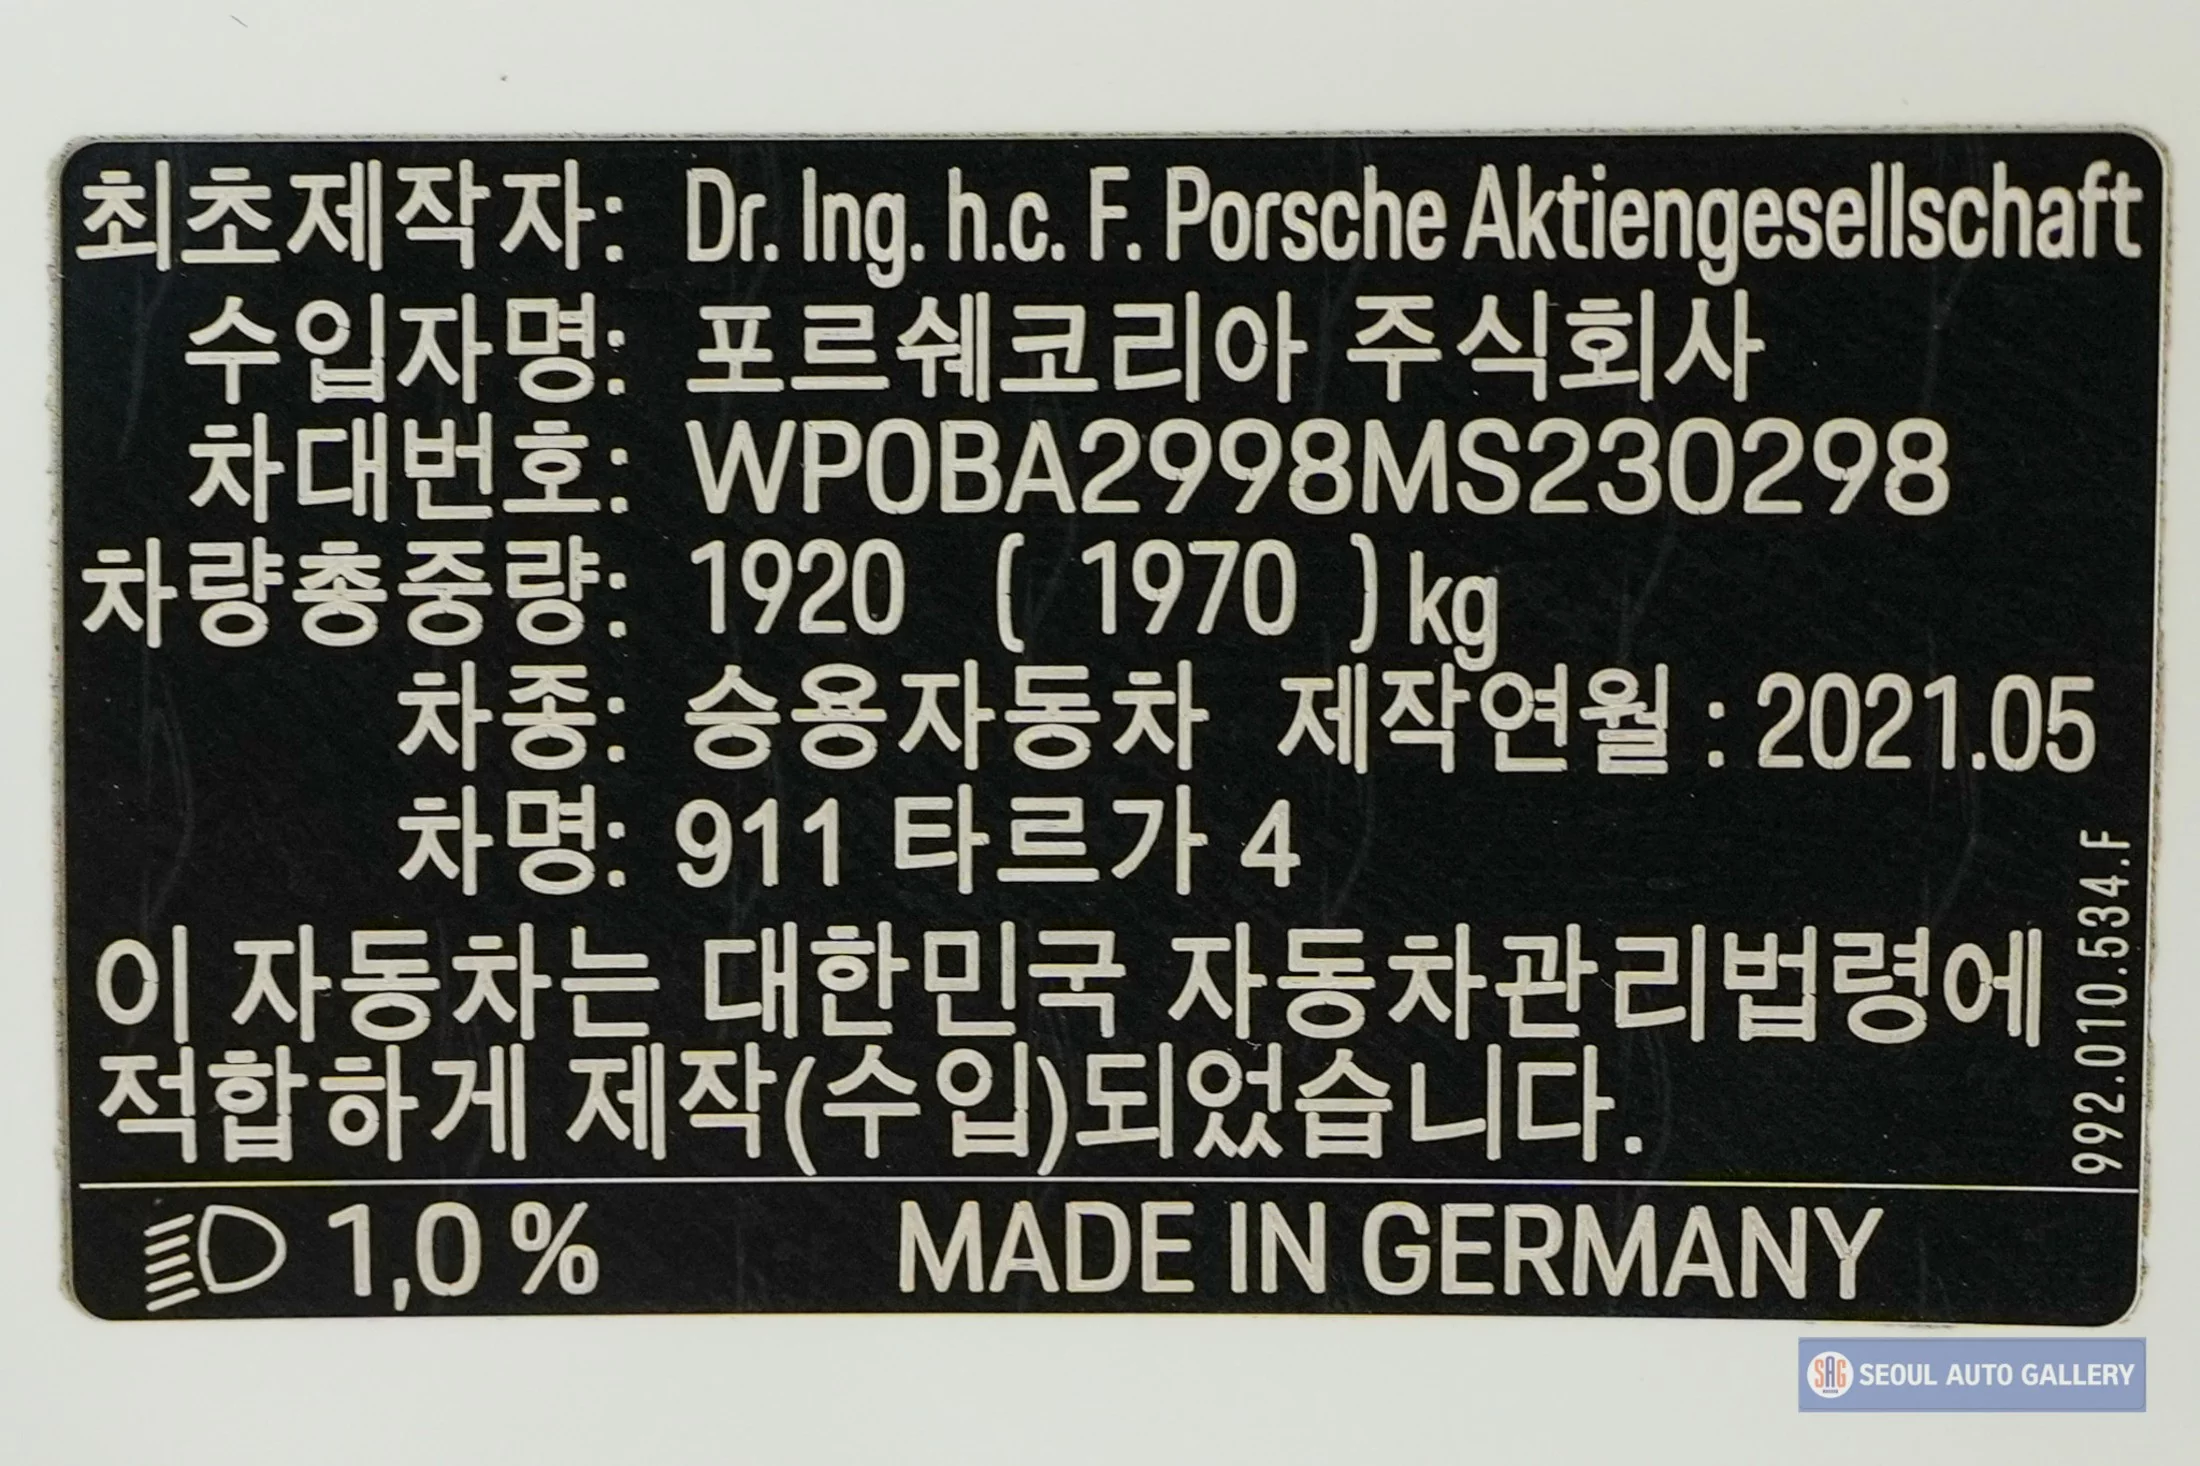 최초제작자: Dr. Ing. h.c. F. Porsche Aktiengesellschaft
수입자명: 포르쉐코리아 주식회사
차대번호: WP0BA2998MS230298
차량총중량: 1920 ( 1970 ) kg
차종: 승용자동차 제작연월 : 2021.05
차명: 911 타르가 4
이 자동차는 대한민국 자동차관리법령에
적합하게 제작(수입)되었습니다.
992.010.534.F
1,0 % MADE IN GERMANY
SAG SEOUL AUTO GALLERY